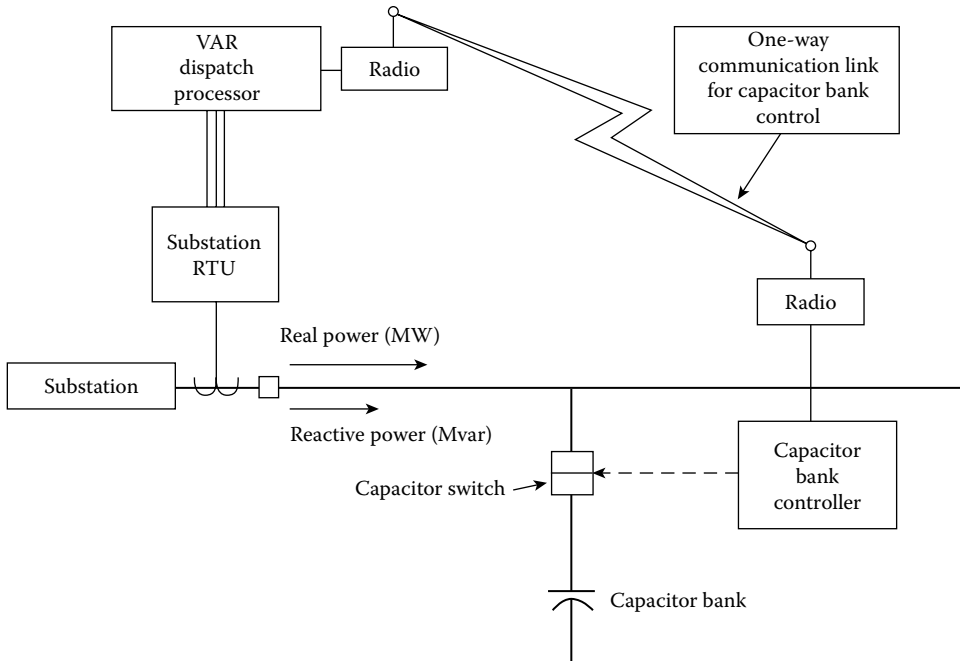 VAR
dispatch
processor
Radio
One-way
communication link
for capacitor bank
control
Substation
RTU
Radio
Real power (MW)
Substation
Reactive power (Mvar)
Capacitor switch
Capacitor
bank
controller
Capacitor bank